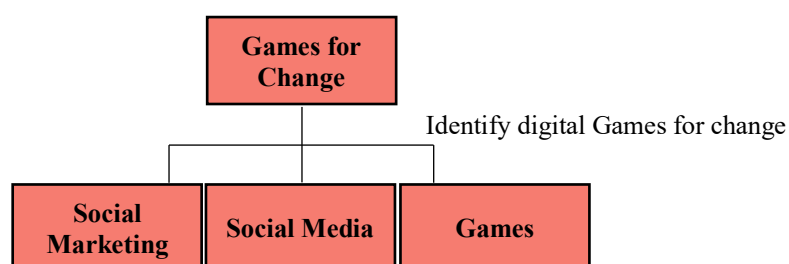 Games for
Change
Identify digital Games for change
Social
Marketing
Social Media
Games